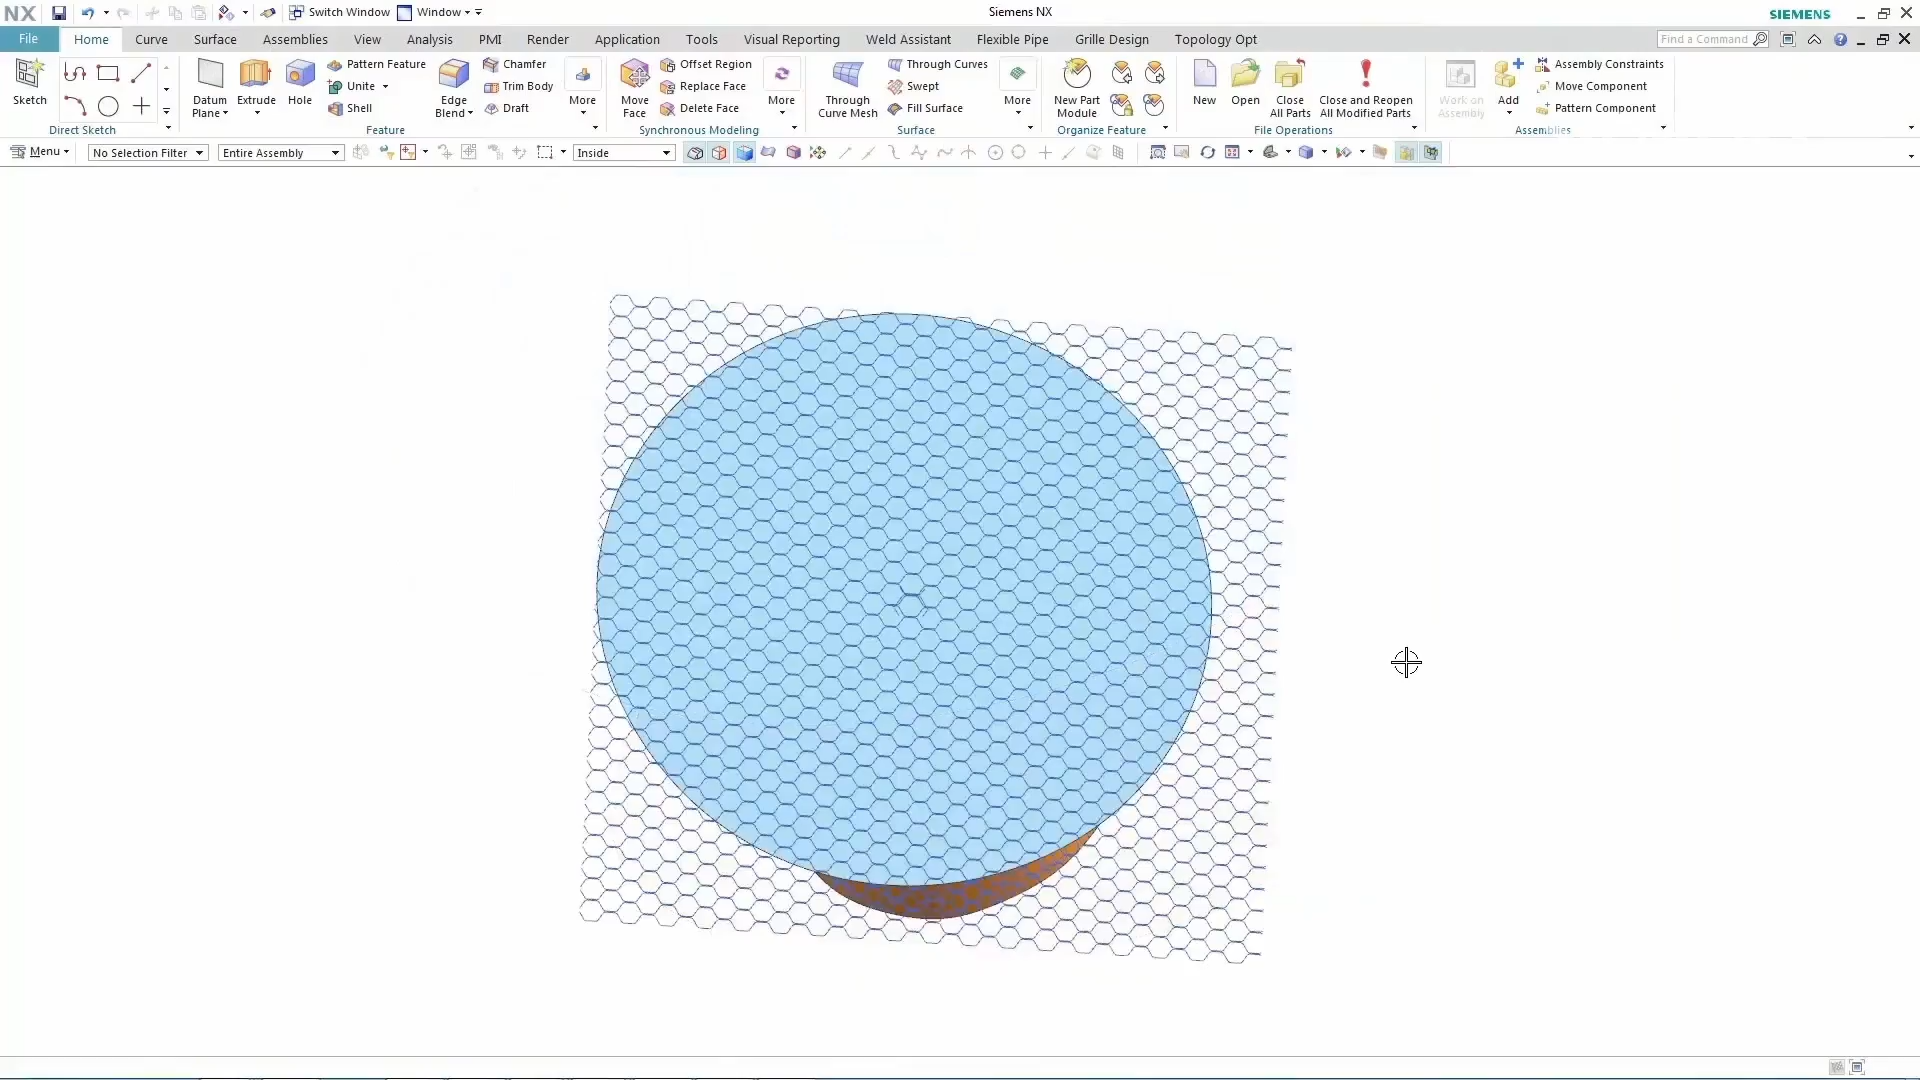 NX Switch Window Window Siemens NX SIEMENS
File Home Curve Surface Assemblies View Analysis PMI Render Application Tools Visual Reporting Weld Assistant Flexible Pipe Grille Design Topology Opt Find a Command
Sketch
Direct Sketch
Datum Plane
Extrude
Hole
Pattern Feature
Unite
Shell
Edge Blend
Chamfer
Trim Body
Draft
More
Feature
Move Face
Offset Region
Replace Face
Delete Face
More
Synchronous Modeling
Through Curve Mesh
Through Curves
Swept
Fill Surface
More
Surface
New Part Module
Organize Feature
New
Open
Close All Parts
Close and Reopen All Modified Parts
File Operations
Work on Assembly
Add
Assembly Constraints
Move Component
Pattern Component
Assemblies
Menu No Selection Filter Entire Assembly Inside